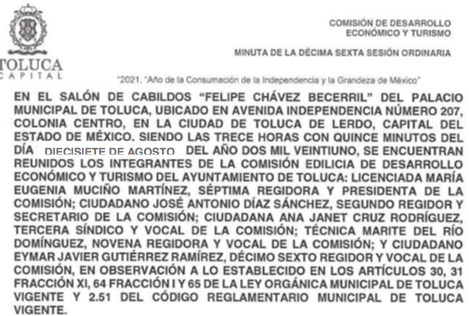 TOLUCA
CAPITAL
COMISIÓN DE DESARROLLO
ECONÓMICO Y TURISMO
MINUTA DE LA DÉCIMA SEXTA SESIÓN ORDINARIA
"2021. "Año de la Consumación de la Independencia y la Grandeza de México"
EN EL SALÓN DE CABILDOS "FELIPE CHÁVEZ BECERRIL" DEL PALACIO
MUNICIPAL DE TOLUCA, UBICADO EN AVENIDA INDEPENDENCIA NÚMERO 207,
COLONIA CENTRO, EN LA CIUDAD DE TOLUCA DE LERDO, CAPITAL DEL
ESTADO DE MÉXICO. SIENDO LAS TRECE HORAS CON QUINCE MINUTOS DEL
DÍA DIECISIETE DE AGOSTO DEL AÑO DOS MIL VEINTIUNO, SE ENCUENTRAN
REUNIDOS LOS INTEGRANTES DE LA COMISIÓN EDILICIA DE DESARROLLO
ECONÓMICO Y TURISMO DEL AYUNTAMIENTO DE TOLUCA: LICENCIADA MARÍA
EUGENIA MUCIÑO MARTÍNEZ, SÉPTIMA REGIDORA Y PRESIDENTA DE LA
COMISIÓN; CIUDADANO JOSÉ ANTONIO DÍAZ SÁNCHEZ, SEGUNDO REGIDOR Y
SECRETARIO DE LA COMISIÓN; CIUDADANA ANA JANET CRUZ RODRÍGUEZ,
TERCERA SÍNDICO Y VOCAL DE LA COMISIÓN; TÉCNICA MARITE DEL RÍO
DOMÍNGUEZ, NOVENA REGIDORA Y VOCAL DE LA COMISIÓN; Y CIUDADANO
EYMAR JAVIER GUTIÉRREZ RAMÍREZ, DÉCIMO SEXTO REGIDOR Y VOCAL DE LA
COMISIÓN, EN OBSERVACIÓN A LO ESTABLECIDO EN LOS ARTÍCULOS 30, 31
FRACCIÓN XI, 64 FRACCIÓN I Y 65 DE LA LEY ORGÁNICA MUNICIPAL DE TOLUCA
VIGENTE Y 2.51 DEL CÓDIGO REGLAMENTARIO MUNICIPAL DE TOLUCA
VIGENTE.